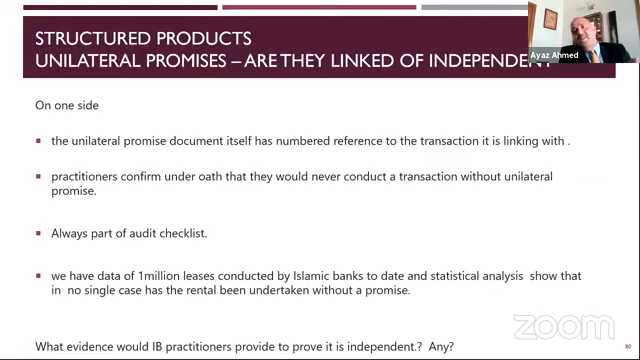 STRUCTURED PRODUCTS
UNILATERAL PROMISES – ARE THEY LINKED OF INDEPENDENT
Ayaz Ahmed
On one side
the unilateral promise document itself has numbered reference to the transaction it is linking with .
practitioners confirm under oath that they would never conduct a transaction without unilateral
promise.
Always part of audit checklist.
we have data of 1million leases conducted by Islamic banks to date and statistical analysis show that
in no single case has the rental been undertaken without a promise.
What evidence would IB practitioners provide to prove it is independent.? Any?
zoom
80